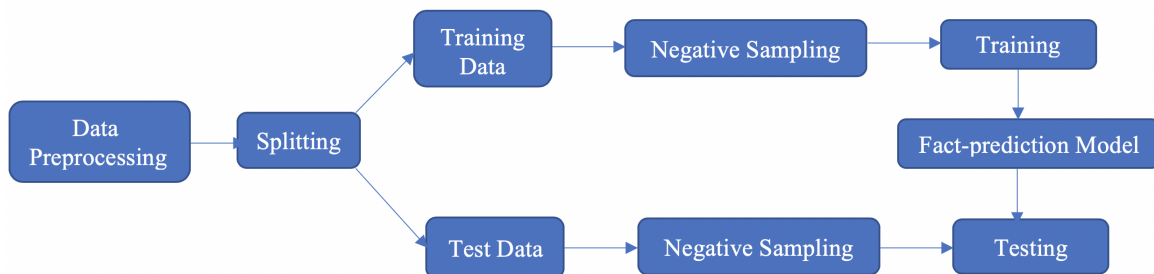 Training
Data
Negative Sampling
Training
Data
Preprocessing
Splitting
Fact-prediction Model
Test Data
Negative Sampling
Testing